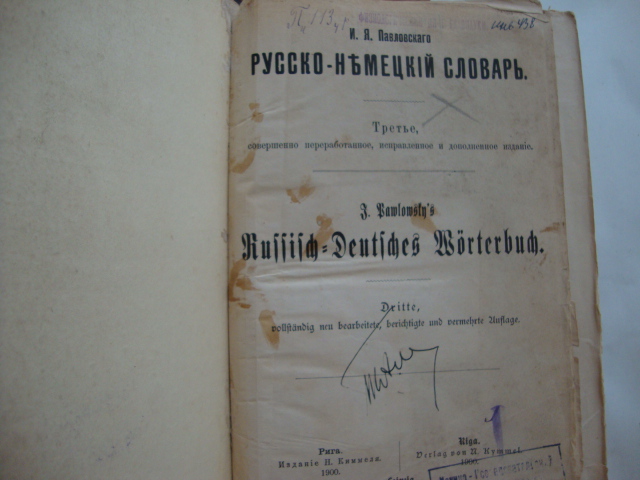 И. Я. Павловскаго
РУССКО-НѢМЕЦКІЙ СЛОВАРЬ.
Третье,
совершенно переработанное, исправленное и дополненное изданіе.
J. Pawlowsky's
Russisch-Deutsches Wörterbuch.
Dritte,
vollständig neu bearbeitete, berichtigte und vermehrte Auflage.
Рига. Riga.
Изданіе Н. Киммеля. Verlag von N. Kymmel.
1900. 1900.